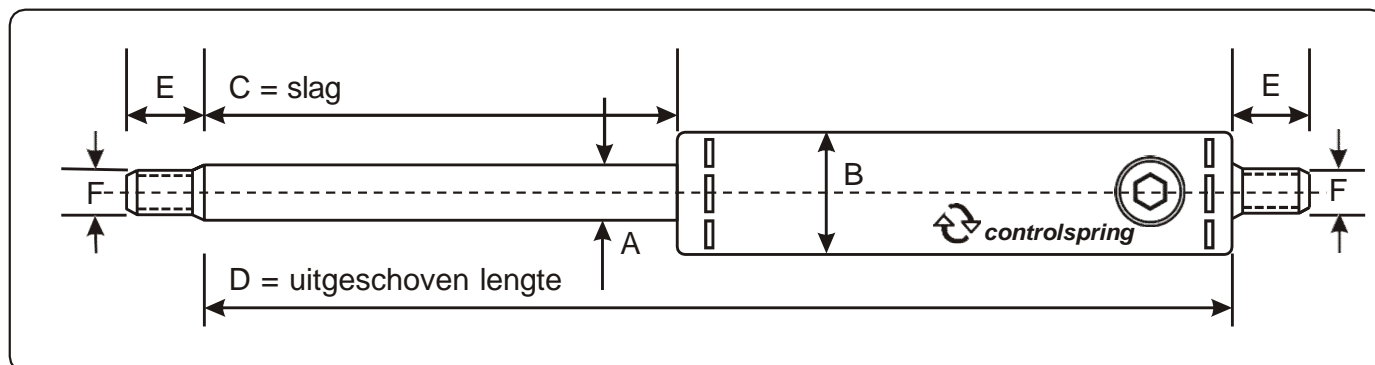 E
C = slag
E
F
B
F
controlspring
A
D = uitgeschoven lengte